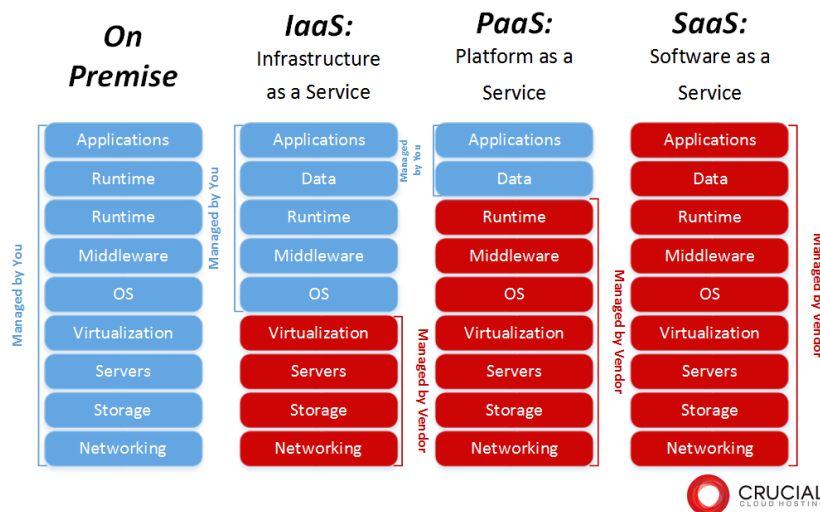 On
Premise
Managed by You
Applications
Runtime
Runtime
Middleware
OS
Virtualization
Servers
Storage
Networking
IaaS:
Infrastructure
as a Service
Managed by You
Applications
Data
Runtime
Middleware
OS
Virtualization
Servers
Storage
Networking
Managed by Vendor
PaaS:
Platform as a
Service
Managed
by You
Applications
Data
Runtime
Middleware
OS
Virtualization
Servers
Storage
Networking
Managed by Vendor
SaaS:
Software as a
Service
Applications
Data
Runtime
Middleware
OS
Virtualization
Servers
Storage
Networking
Managed by Vendor
CRUCIAL
CLOUD HOSTING